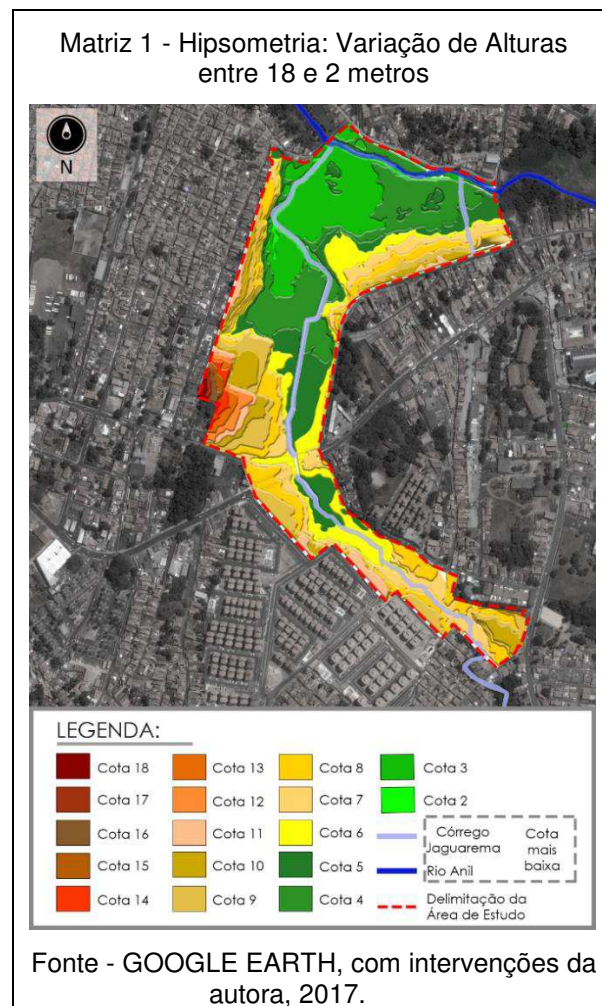 Matriz 1 - Hipsometria: Variação de Alturas
entre 18 e 2 metros
N
LEGENDA:
Cota 18
Cota 17
Cota 16
Cota 15
Cota 14
Cota 13
Cota 12
Cota 11
Cota 10
Cota 9
Cota 8
Cota 7
Cota 6
Cota 5
Cota 4
Cota 3
Cota 2
Córrego
Jaguarema
Rio Anil
Cota
mais
baixa
Delimitação da
Área de Estudo
Fonte - GOOGLE EARTH, com intervenções da
autora, 2017.